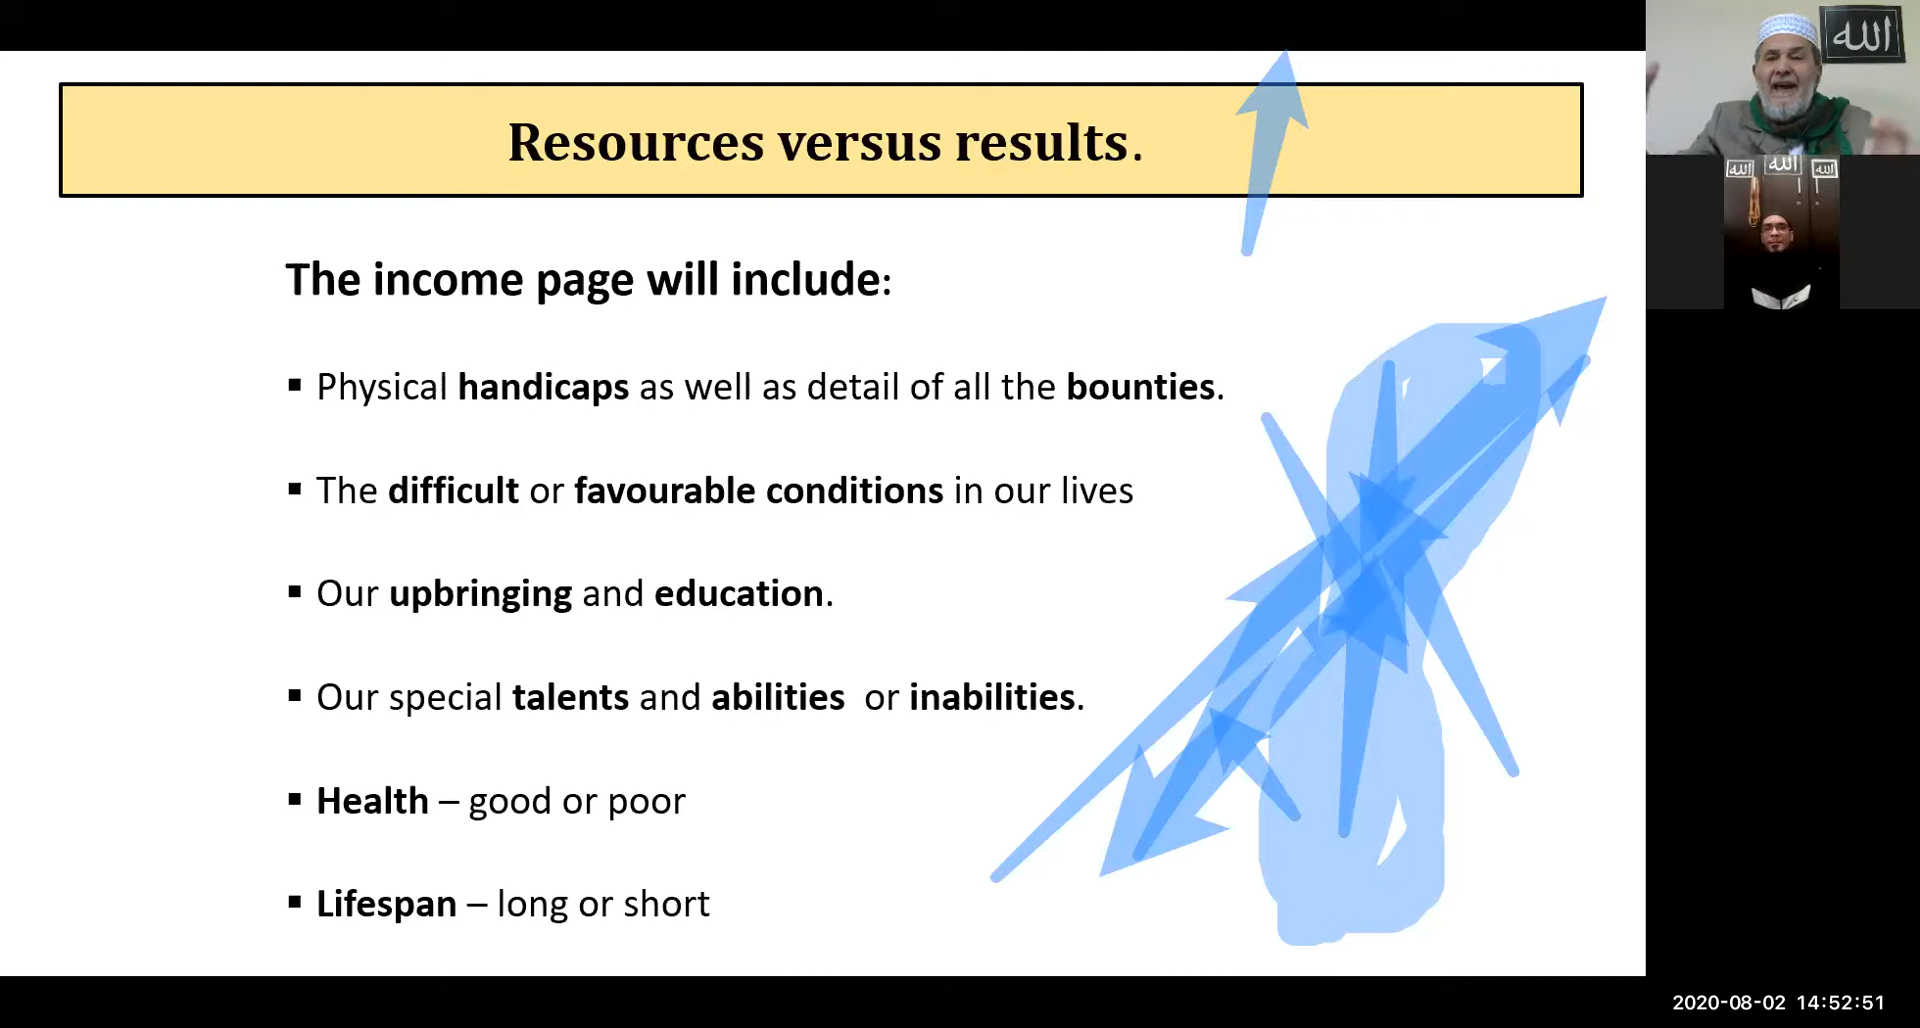 Resources versus results.
الله
الله الله الله
The income page will include:
▪ Physical handicaps as well as detail of all the bounties.
▪ The difficult or favourable conditions in our lives
▪ Our upbringing and education.
▪ Our special talents and abilities or inabilities.
▪ Health – good or poor
▪ Lifespan – long or short
2020-08-02 14:52:51